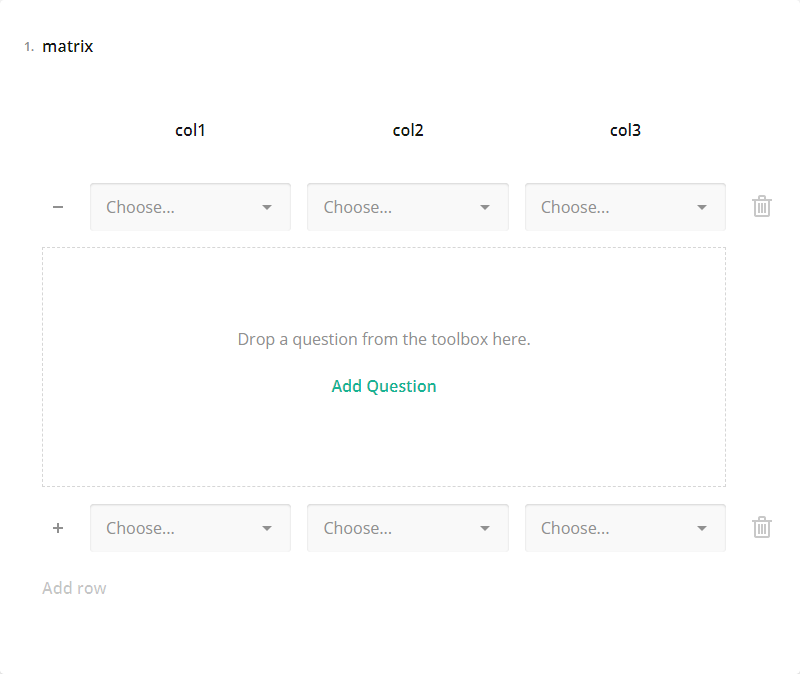 1. matrix
col1 col2 col3
Choose... Choose... Choose...
Drop a question from the toolbox here.
Add Question
Choose... Choose... Choose...
Add row